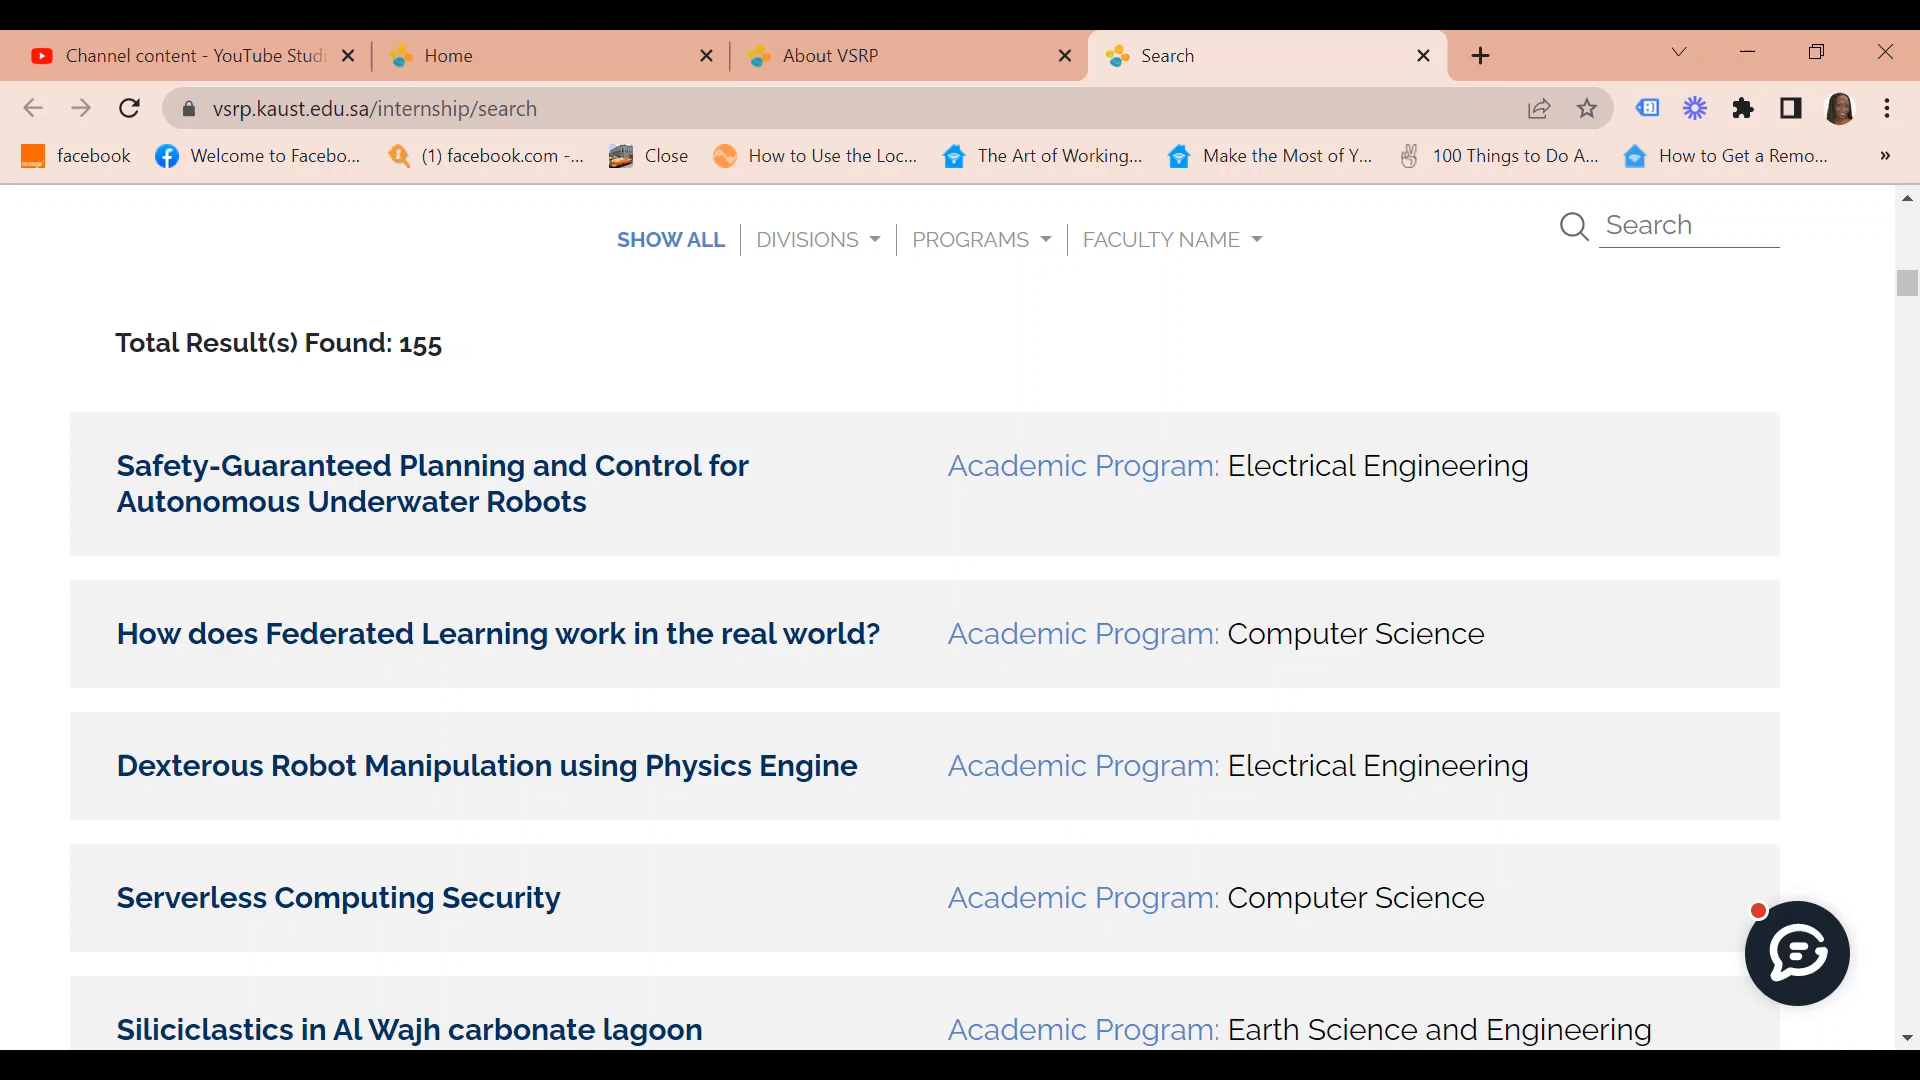 Channel content - YouTube Studi
Home
About VSRP
Search
vsrp.kaust.edu.sa/internship/search
facebook
Welcome to Facebo...
(1) facebook.com -...
Close
How to Use the Loc...
The Art of Working...
Make the Most of Y...
100 Things to Do A...
How to Get a Remo...
»
SHOW ALL
DIVISIONS
PROGRAMS
FACULTY NAME
Search
Total Result(s) Found: 155
Safety-Guaranteed Planning and Control for
Autonomous Underwater Robots
Academic Program: Electrical Engineering
How does Federated Learning work in the real world?
Academic Program: Computer Science
Dexterous Robot Manipulation using Physics Engine
Academic Program: Electrical Engineering
Serverless Computing Security
Academic Program: Computer Science
Siliciclastics in Al Wajh carbonate lagoon
Academic Program: Earth Science and Engineering